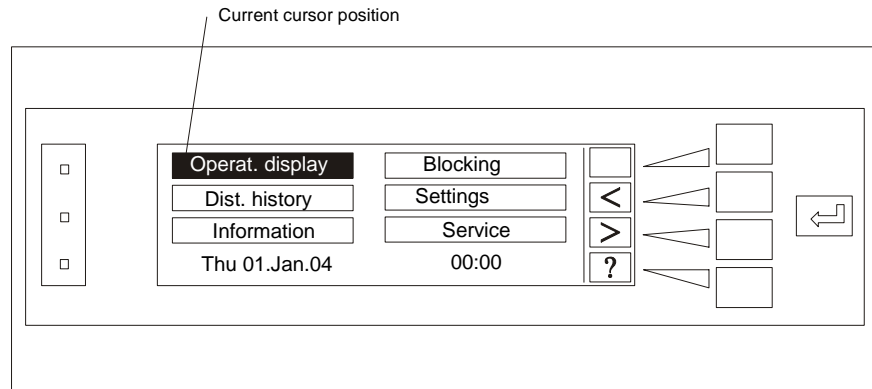 Current cursor position
Operat. display Blocking
Dist. history Settings <
Information Service >
Thu 01.Jan.04 00:00 ?